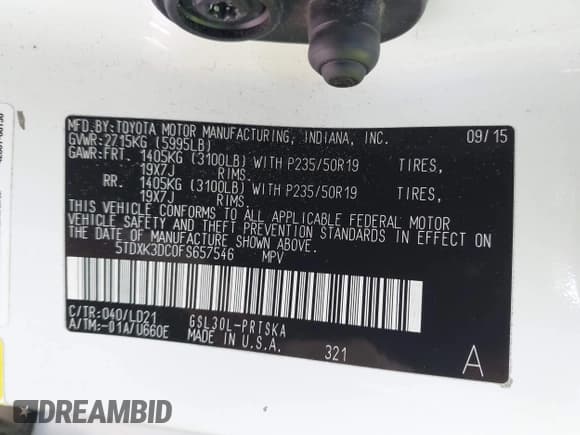 MFD.BY:TOYOTA MOTOR MANUFACTURING, INDIANA, INC. 09/15
GVWR:2715KG (5995LB)
GAWR:FRT. 1405KG (3100LB) WITH P235/50R19 TIRES,
19X7J RIMS.
RR. 1405KG (3100LB) WITH P235/50R19 TIRES,
19X7J RIMS.
THIS VEHICLE CONFORMS TO ALL APPLICABLE FEDERAL MOTOR
VEHICLE SAFETY AND THEFT PREVENTION STANDARDS IN EFFECT ON
THE DATE OF MANUFACTURE SHOWN ABOVE.
5TDXK3DC0FS657546 MPV
C/TR:040/LD21 GSL30L-PRTSKA
A/TM:-01A/U660E MADE IN U.S.A. 321 A
DREAMBID